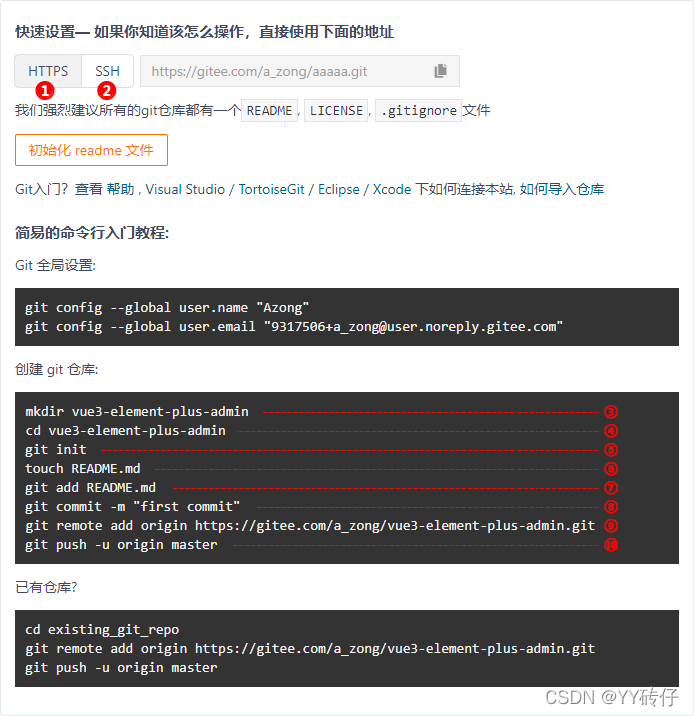 快速设置— 如果你知道该怎么操作，直接使用下面的地址
HTTPS SSH https://gitee.com/a_zong/aaaaa.git
1 2
我们强烈建议所有的git仓库都有一个 README, LICENSE, .gitignore 文件
初始化 readme 文件
Git入门？查看 帮助 , Visual Studio / TortoiseGit / Eclipse / Xcode 下如何连接本站, 如何导入仓库
简易的命令行入门教程:
Git 全局设置:
git config --global user.name "Azong"
git config --global user.email "9317506+a_zong@user.noreply.gitee.com"
创建 git 仓库:
mkdir vue3-element-plus-admin ③
cd vue3-element-plus-admin ④
git init ⑤
touch README.md ⑥
git add README.md ⑦
git commit -m "first commit" ⑧
git remote add origin https://gitee.com/a_zong/vue3-element-plus-admin.git ⑨
git push -u origin master ⑩
已有仓库?
cd existing_git_repo
git remote add origin https://gitee.com/a_zong/vue3-element-plus-admin.git
git push -u origin master
CSDN @YY砖仔